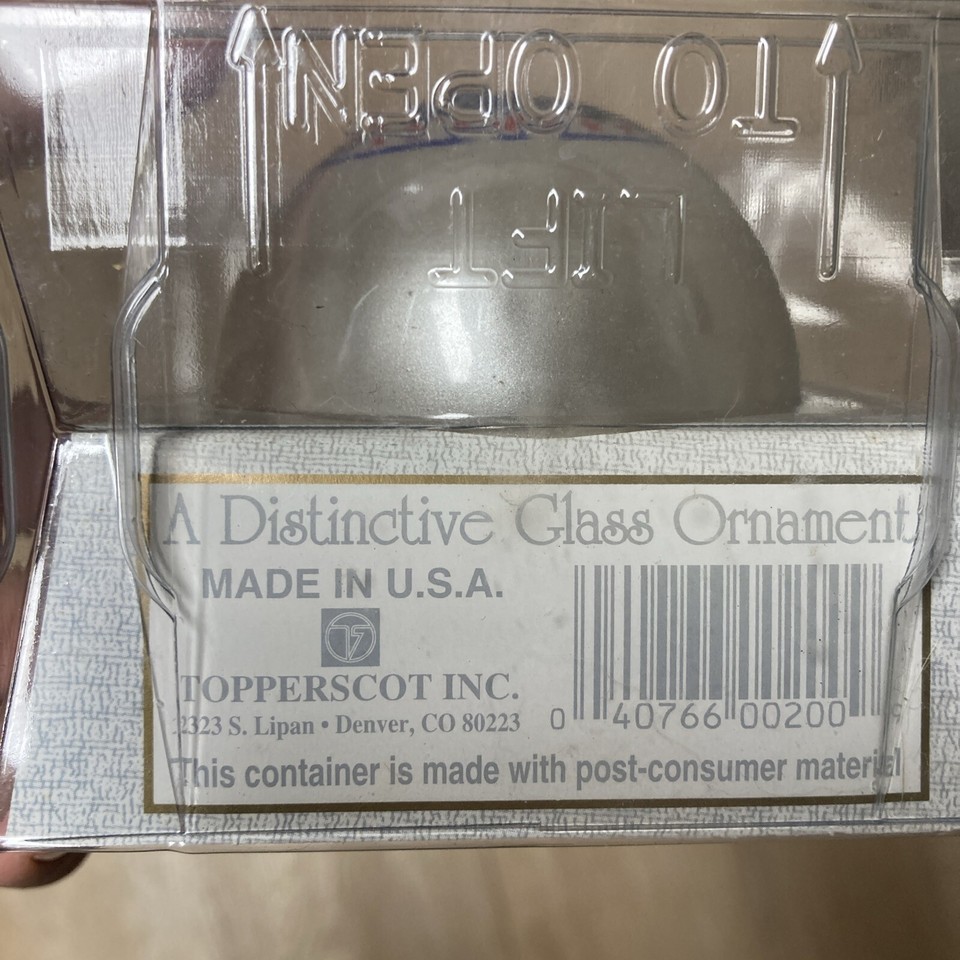 LIFT
TO OPEN
A Distinctive Glass Ornament
MADE IN U.S.A.
TS
TOPPERSCOT INC.
2323 S. Lipan • Denver, CO 80223
0 40766 00200
This container is made with post-consumer material